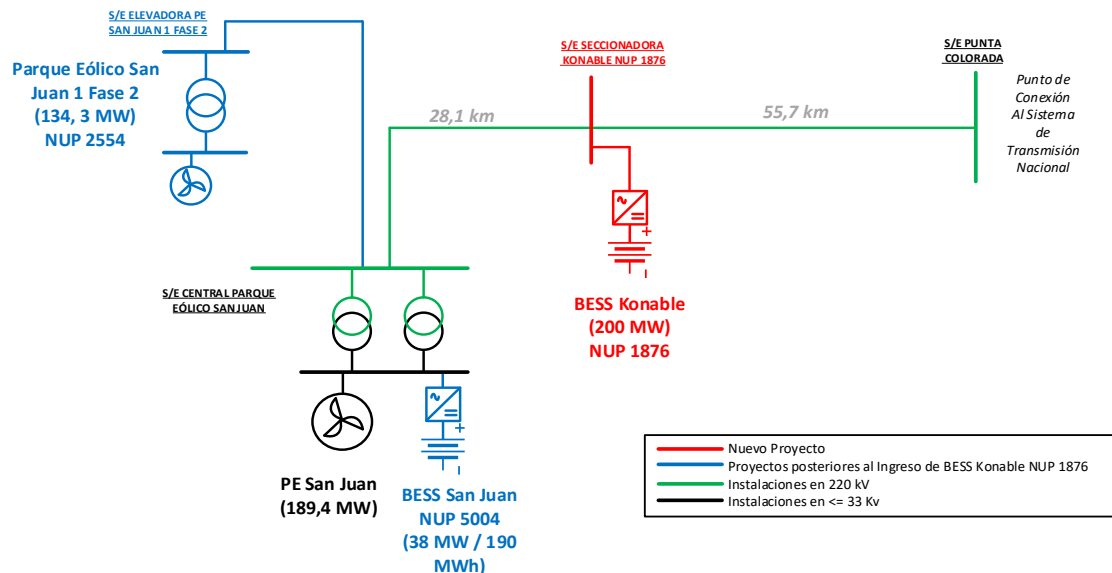 S/E ELEVADORA PE
SAN JUAN 1 FASE 2
Parque Eólico San
Juan 1 Fase 2
(134, 3 MW)
NUP 2554
S/E SECCIONADORA
KONABLE NUP 1876
S/E PUNTA
COLORADA
Punto de
Conexión
Al Sistema
de
Transmisión
Nacional
28,1 km
55,7 km
+
BESS Konable
(200 MW)
NUP 1876
S/E CENTRAL PARQUE
EÓLICO SAN JUAN
+
PE San Juan
(189,4 MW)
BESS San Juan
NUP 5004
(38 MW / 190
MWh)
Nuevo Proyecto
Proyectos posteriores al Ingreso de BESS Konable NUP 1876
Instalaciones en 220 kV
Instalaciones en <= 33 Kv